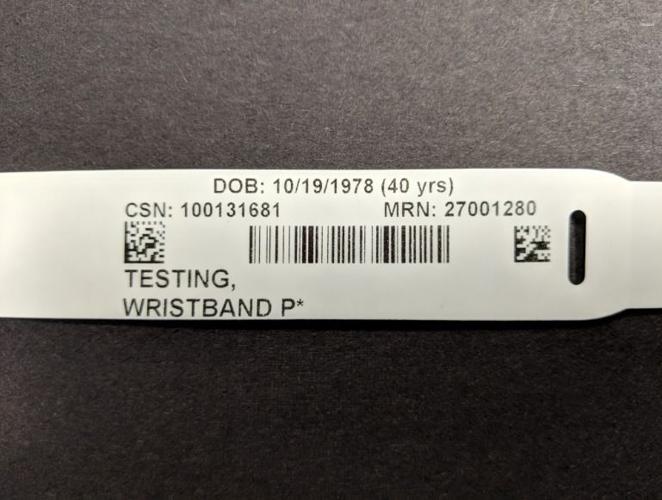 DOB: 10/19/1978 (40 yrs)
CSN: 100131681 MRN: 27001280
TESTING,
WRISTBAND P*